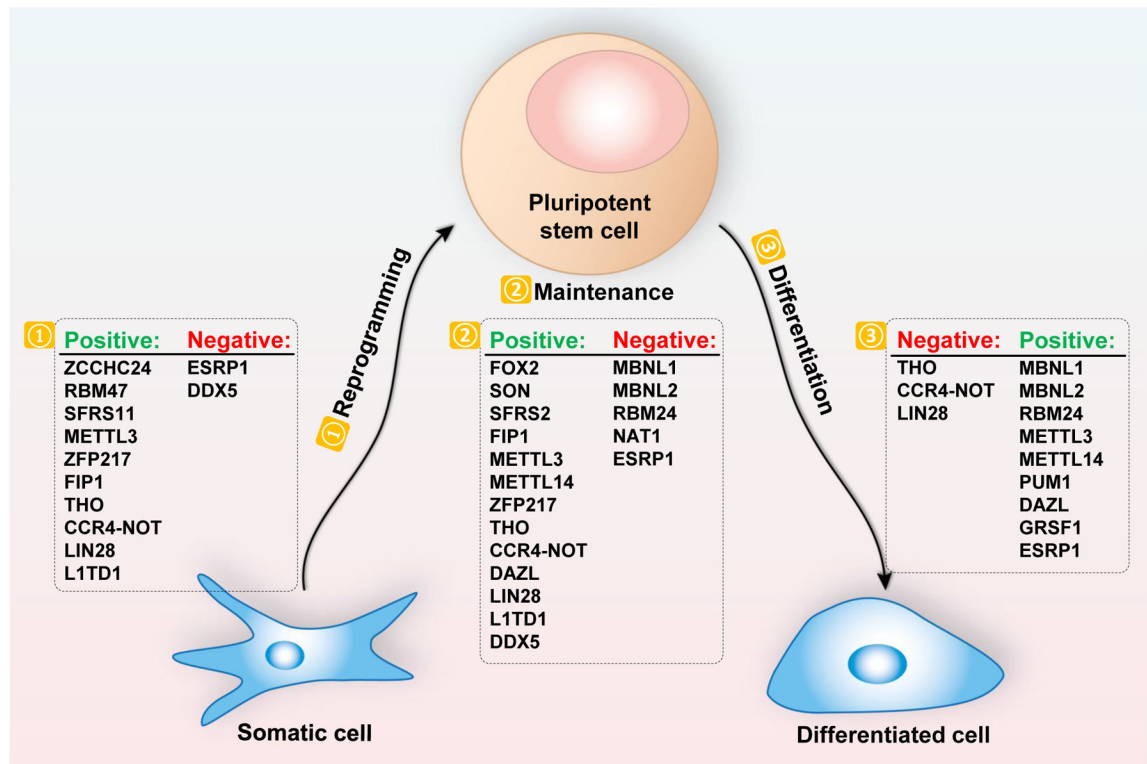 Pluripotent
stem cell
② Maintenance
① Reprogramming
③ Differentiation
①
Positive: Negative:
ZCCHC24 ESRP1
RBM47 DDX5
SFRS11
METTL3
ZFP217
FIP1
THO
CCR4-NOT
LIN28
L1TD1
②
Positive: Negative:
FOX2 MBNL1
SON MBNL2
SFRS2 RBM24
FIP1 NAT1
METTL3 ESRP1
METTL14
ZFP217
THO
CCR4-NOT
DAZL
LIN28
L1TD1
DDX5
③
Negative: Positive:
THO MBNL1
CCR4-NOT MBNL2
LIN28 RBM24
METTL3
METTL14
PUM1
DAZL
GRSF1
ESRP1
Somatic cell
Differentiated cell